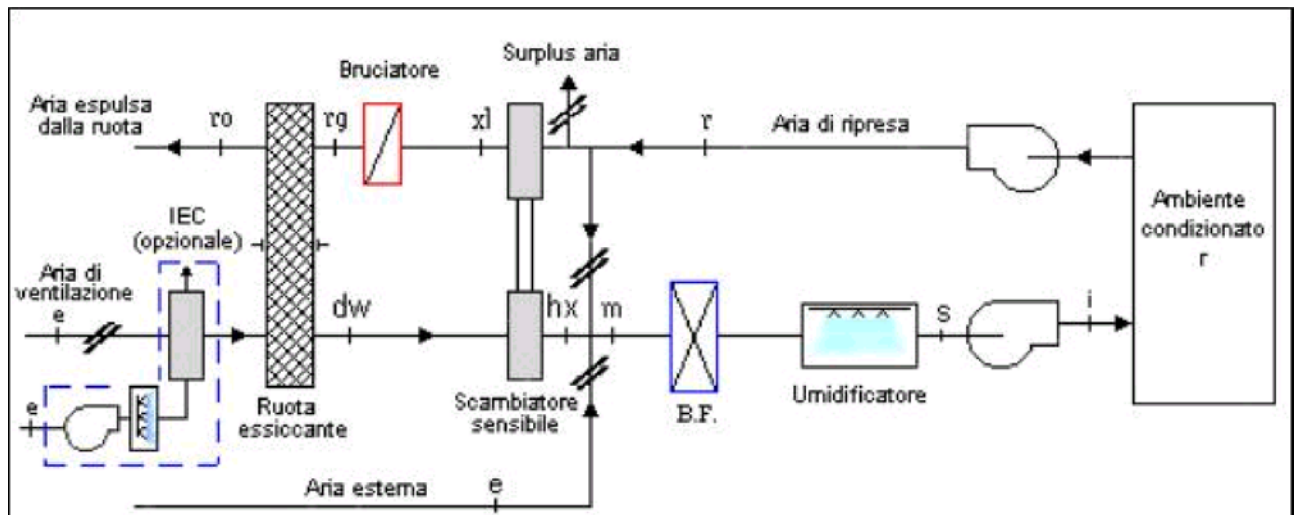 Surplus aria
Bruciatore
Aria espulsa
dalla ruota
ro
rg
xl
r
Aria di ripresa
IEC
(opzionale)
Ambiente
condizionato
r
Aria di
ventilazione
e
dw
hx
m
s
i
e
Ruota
essiccante
Scambiatore
sensibile
B.F.
Umidificatore
Aria esterna
e